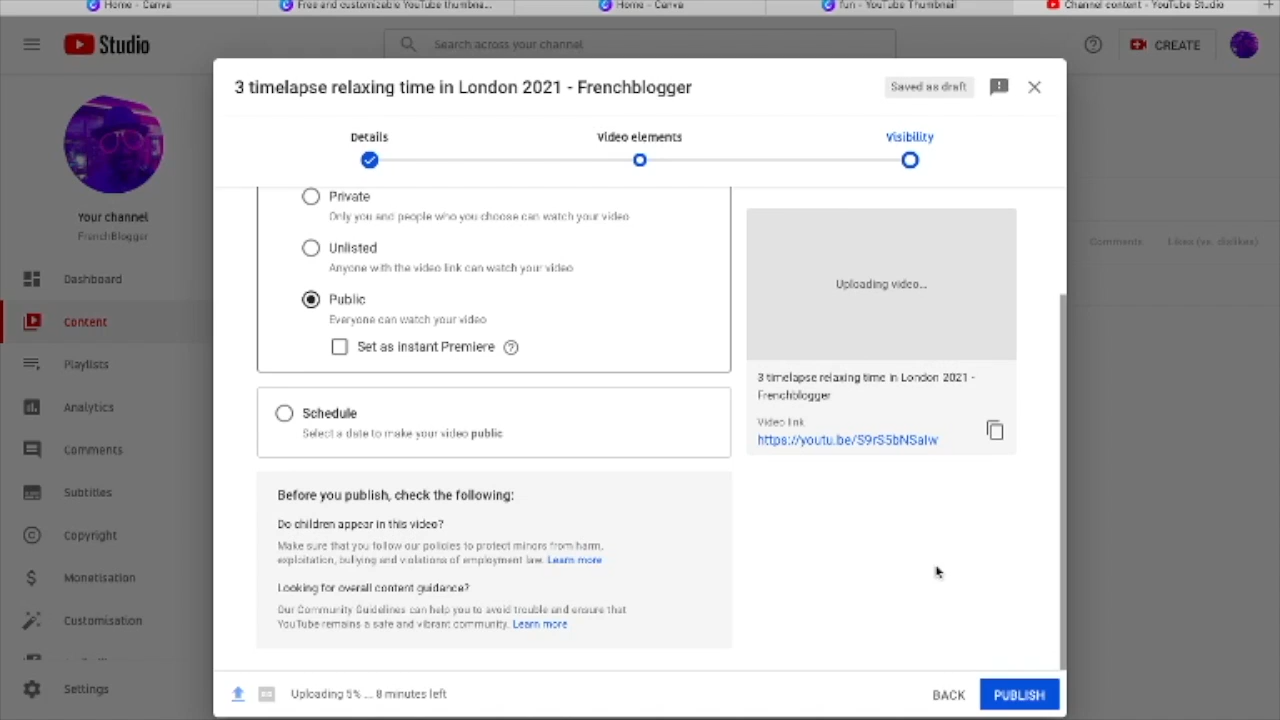 Home - Canva
Free and customizable YouTube thumbna...
Home - Canva
fun - YouTube Thumbnail
Channel content - YouTube Studio
Studio
Search across your channel
CREATE
3 timelapse relaxing time in London 2021 - Frenchblogger
Saved as draft
Details
Video elements
Visibility
Your channel
FrenchBlogger
Dashboard
Content
Playlists
Analytics
Comments
Subtitles
Copyright
Monetisation
Customisation
Settings
Private
Only you and people who you choose can watch your video
Unlisted
Anyone with the video link can watch your video
Public
Everyone can watch your video
Set as instant Premiere
Schedule
Select a date to make your video public
Before you publish, check the following:
Do children appear in this video?
Make sure that you follow our policies to protect minors from harm,
exploitation, bullying and violations of employment law. Learn more
Looking for overall content guidance?
Our Community Guidelines can help you to avoid trouble and ensure that
YouTube remains a safe and vibrant community. Learn more
Uploading video...
3 timelapse relaxing time in London 2021 -
Frenchblogger
Video link
https://youtu.be/S9rS5bNSaIw
Comments
Likes (vs. dislikes)
Uploading 5% ... 8 minutes left
BACK
PUBLISH